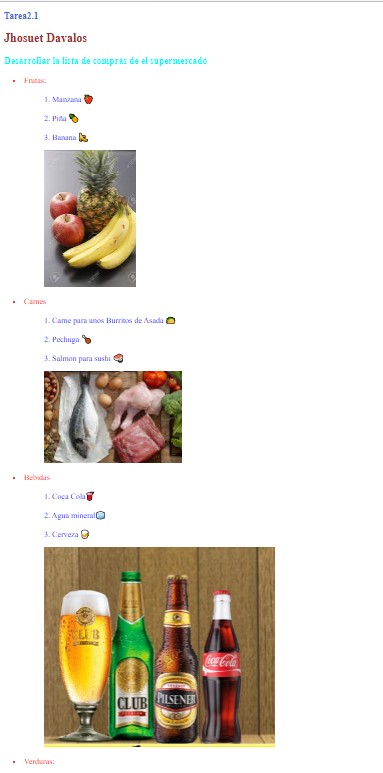 Tarea2.1
Jhosuet Davalos
Desarrollar la lista de compras de el supermercado
Frutas:
1. Manzana 🍎
2. Piña 🍍
3. Banana 🍌
Carnes
1. Carne para unos Burritos de Asada 🌮
2. Pechuga 🍗
3. Salmon para sushi 🍣
Bebidas
1. Coca Cola🥤
2. Agua mineral🧊
3. Cerveza 🍺
CLUB
CLUB
PILSENER
Coca-Cola
Verduras: